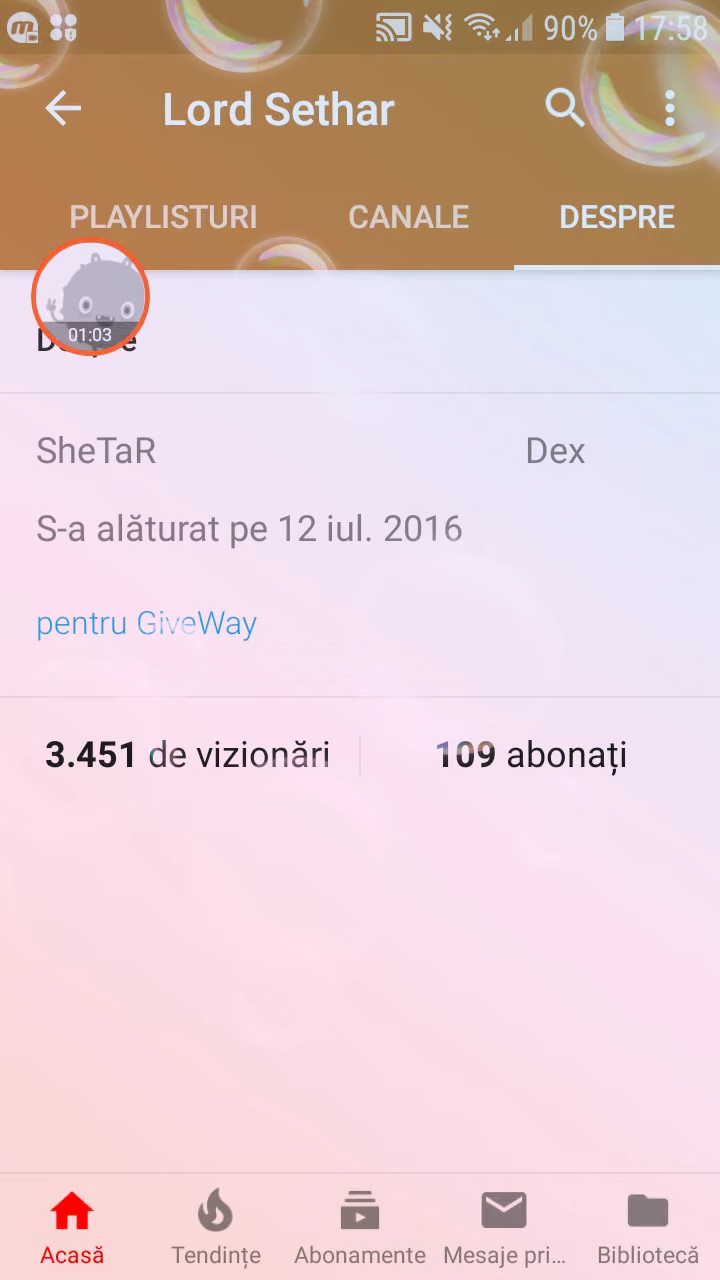 90% 17:58
Lord Sethar
PLAYLISTURI CANALE DESPRE
01:03
SheTaR Dex
S-a alăturat pe 12 iul. 2016
pentru GiveWay
3.451 de vizionări 109 abonați
Acasă Tendințe Abonamente Mesaje pri... Bibliotecă